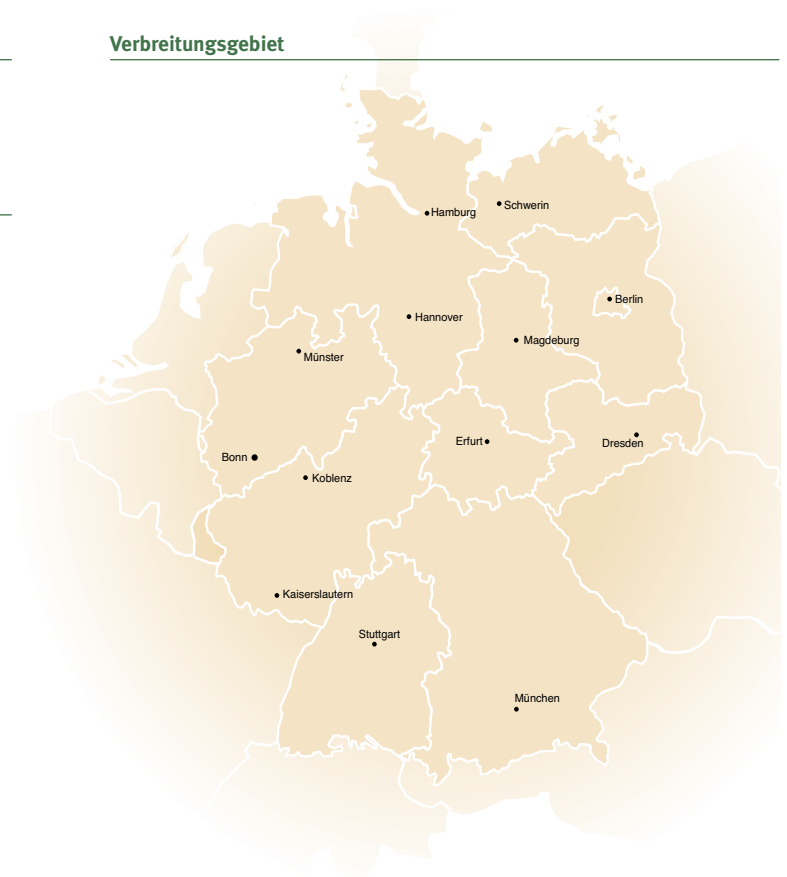 Verbreitungsgebiet
Hamburg
Schwerin
Berlin
Hannover
Magdeburg
Münster
Erfurt
Dresden
Bonn
Koblenz
Kaiserslautern
Stuttgart
München